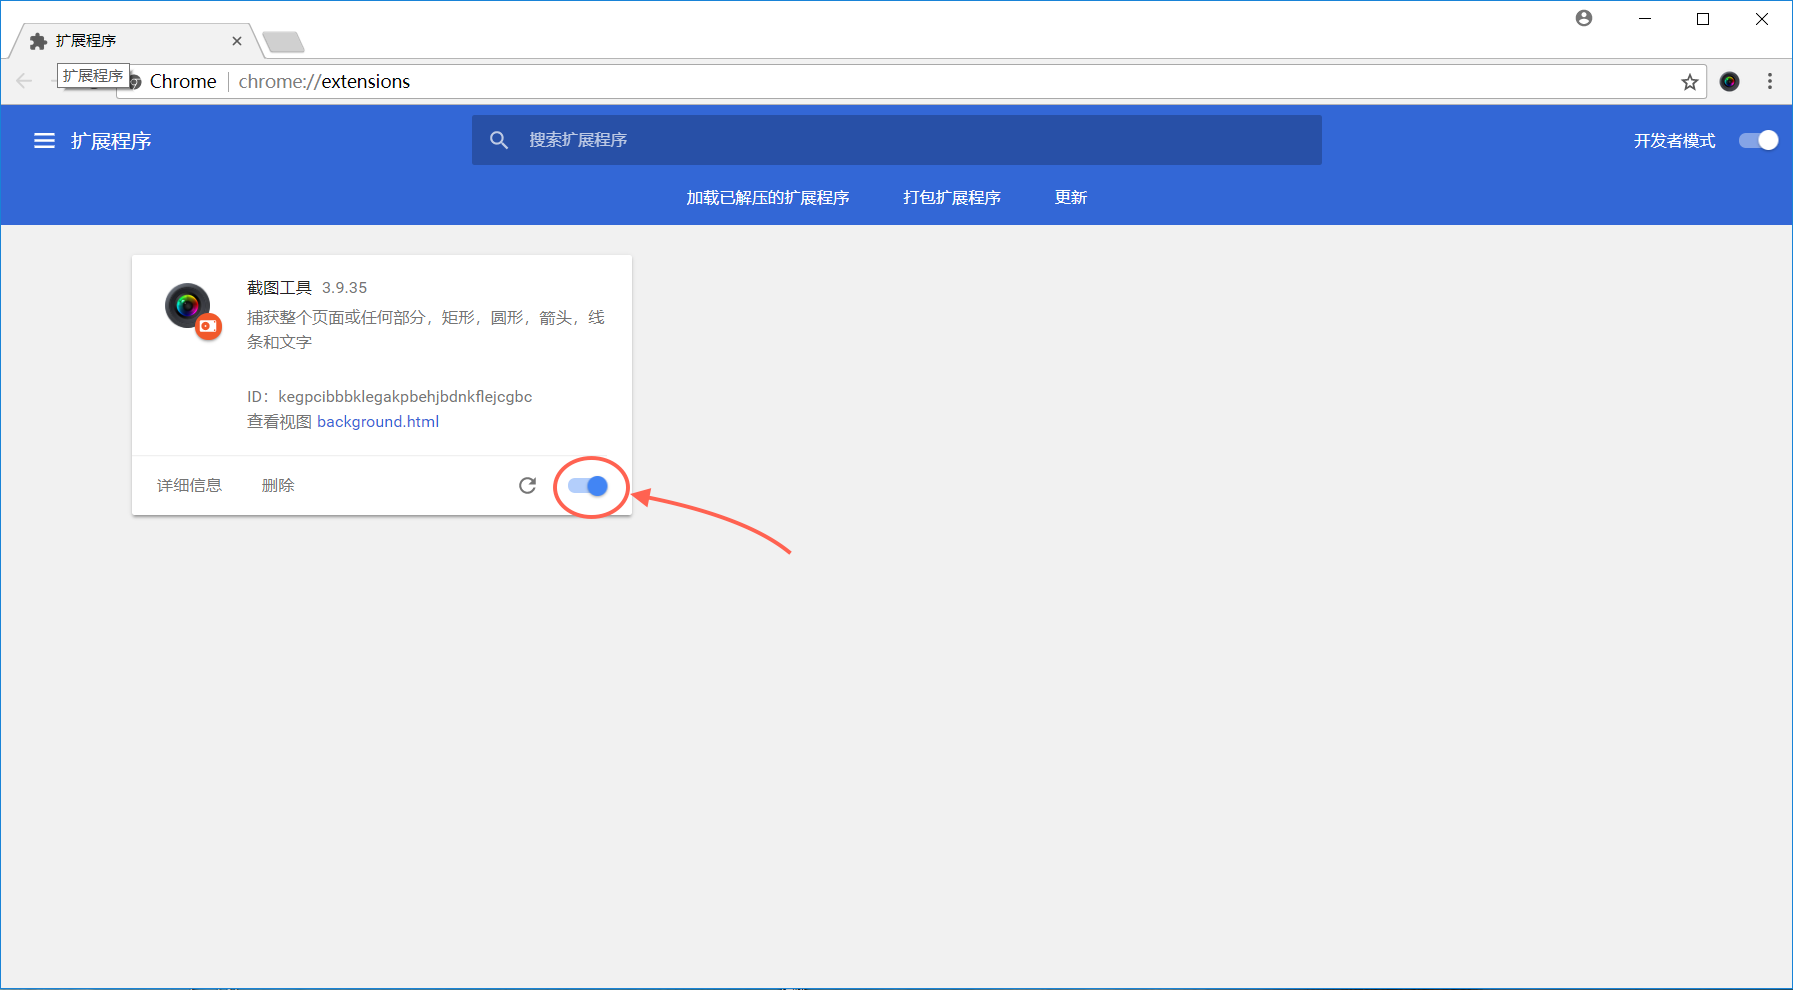 扩展程序
扩展程序
Chrome chrome://extensions
扩展程序
搜索扩展程序
开发者模式
加载已解压的扩展程序 打包扩展程序 更新
截图工具 3.9.35
捕获整个页面或任何部分，矩形，圆形，箭头，线
条和文字
ID：kegpcibbbklegakpbehjbdnkflejcgbc
查看视图 background.html
详细信息 删除